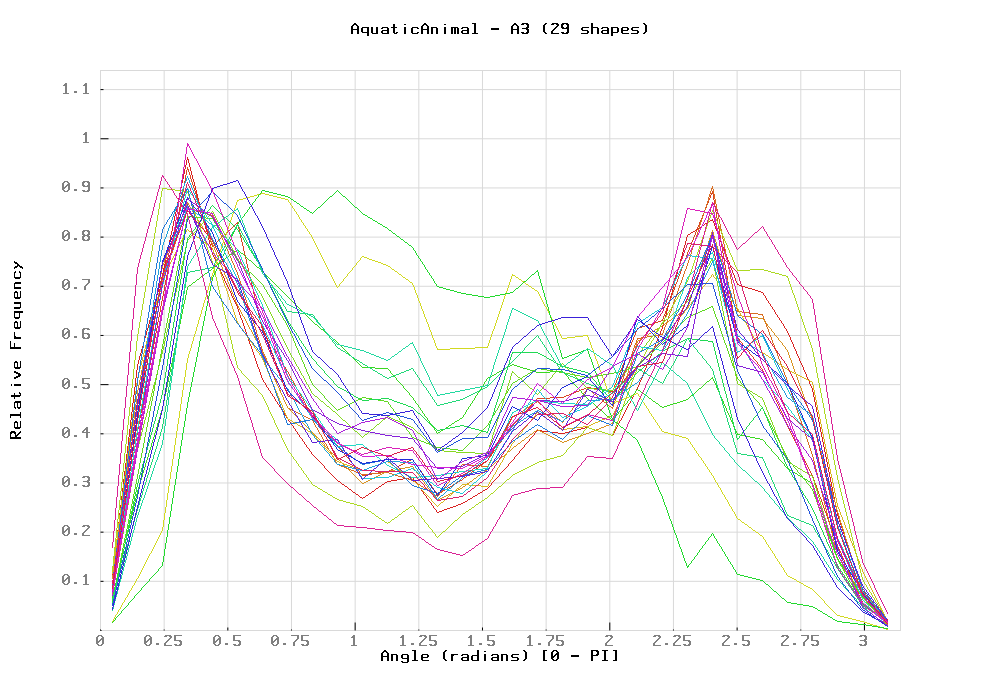 AquaticAnimal - A3 (29 shapes)
1.1
1
0.9
0.8
0.7
0.6
0.5
0.4
0.3
0.2
0.1
Relative Frequency
0 0.25 0.5 0.75 1 1.25 1.5 1.75 2 2.25 2.5 2.75 3
Angle (radians) [0 - PI]